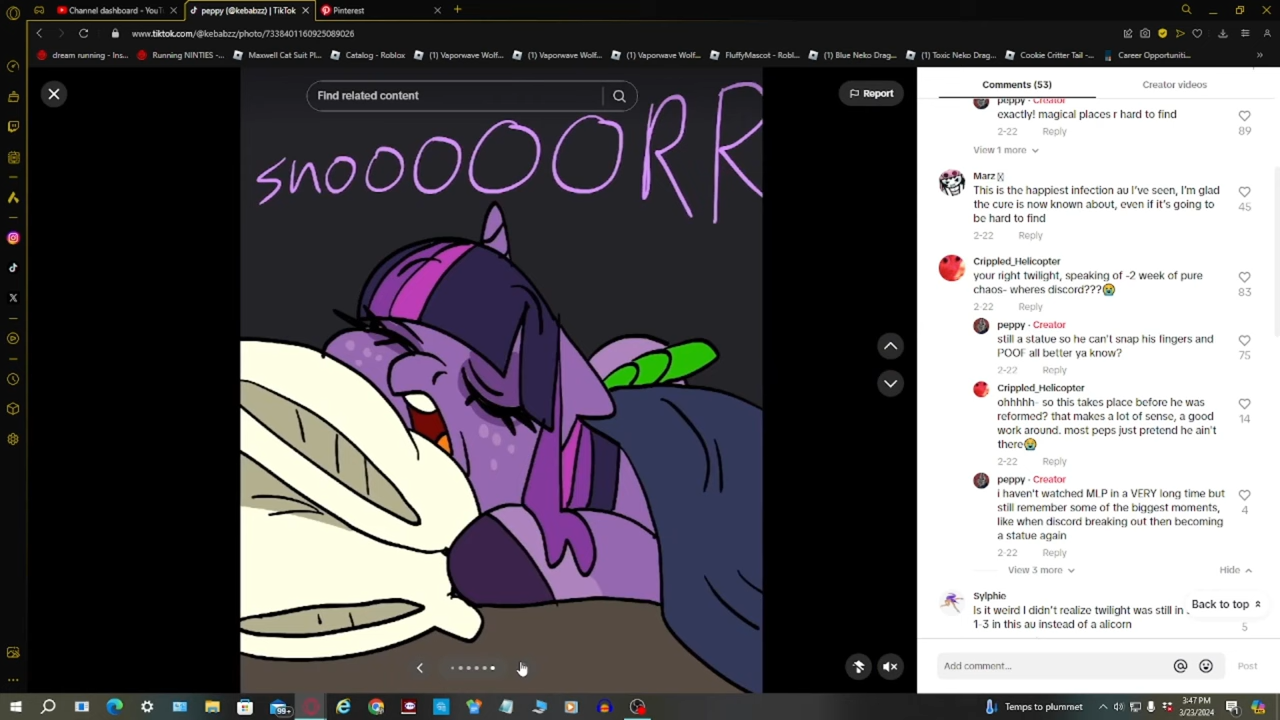 Channel dashboard - YouT
peppy (@kebabzz) | TikTok
Pinterest
www.tiktok.com/@kebabzz/photo/7338401160925089026
dream running - Ins...
Running NINTIES -...
Maxwell Cat Suit Pl...
Catalog - Roblox
(1) Vaporwave Wolf...
(1) Vaporwave Wolf...
(1) Vaporwave Wolf...
FluffyMascot - Robl...
(1) Blue Neko Drag...
(1) Toxic Neko Drag...
Cookie Critter Tail -...
Career Opportuniti...
Find related content
Report
snoOOOORR
Comments (53)
Creator videos
peppy · Creator
exactly! magical places r hard to find
89
2-22 Reply
View 1 more
Marz
This is the happiest infection au I've seen, I'm glad
the cure is now known about, even if it's going to
be hard to find
45
2-22 Reply
Crippled_Helicopter
your right twilight, speaking of -2 week of pure
chaos- wheres discord???😭
83
2-22 Reply
peppy · Creator
still a statue so he can't snap his fingers and
POOF all better ya know?
75
2-22 Reply
Crippled_Helicopter
ohhhhh- so this takes place before he was
reformed? that makes a lot of sense, a good
work around. most peps just pretend he ain't
there😭
14
2-22 Reply
peppy · Creator
i haven't watched MLP in a VERY long time but
still remember some of the biggest moments,
like when discord breaking out then becoming
a statue again
4
2-22 Reply
View 3 more
Hide
Sylphie
Is it weird I didn't realize twilight was still in
1-3 in this au instead of a alicorn
5
Back to top
Add comment...
Post
99+
Temps to plummet
3:47 PM
3/23/2024